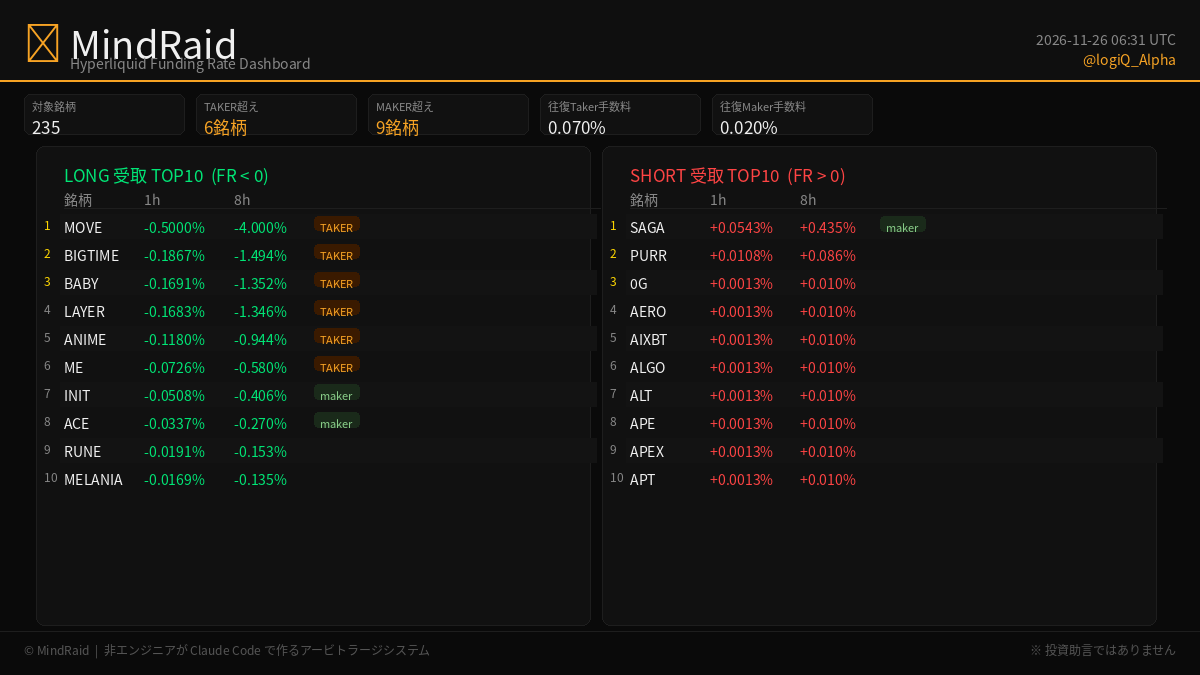 MindRaid
Hyperliquid Funding Rate Dashboard
2026-11-26 06:31 UTC
@logiQ_Alpha
対象銘柄
235
TAKER超え
6銘柄
MAKER超え
9銘柄
往復Taker手数料
0.070%
往復Maker手数料
0.020%
LONG 受取 TOP10 (FR < 0)
銘柄 1h 8h
1 MOVE -0.5000% -4.000% TAKER
2 BIGTIME -0.1867% -1.494% TAKER
3 BABY -0.1691% -1.352% TAKER
4 LAYER -0.1683% -1.346% TAKER
5 ANIME -0.1180% -0.944% TAKER
6 ME -0.0726% -0.580% TAKER
7 INIT -0.0508% -0.406% maker
8 ACE -0.0337% -0.270% maker
9 RUNE -0.0191% -0.153%
10 MELANIA -0.0169% -0.135%
SHORT 受取 TOP10 (FR > 0)
銘柄 1h 8h
1 SAGA +0.0543% +0.435% maker
2 PURR +0.0108% +0.086%
3 0G +0.0013% +0.010%
4 AERO +0.0013% +0.010%
5 AIXBT +0.0013% +0.010%
6 ALGO +0.0013% +0.010%
7 ALT +0.0013% +0.010%
8 APE +0.0013% +0.010%
9 APEX +0.0013% +0.010%
10 APT +0.0013% +0.010%
© MindRaid | 非エンジニアが Claude Code で作るアービトラージシステム
※ 投資助言ではありません